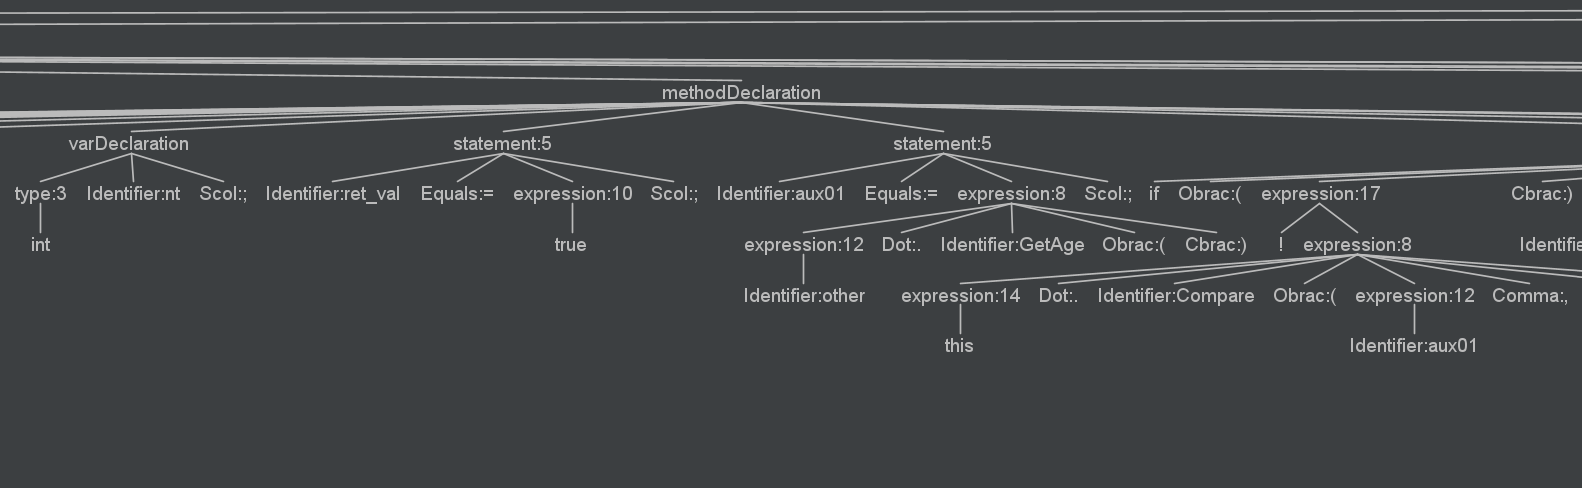 methodDeclaration
varDeclaration statement:5 statement:5
type:3 Identifier:nt Scol:; Identifier:ret_val Equals:= expression:10 Scol:; Identifier:aux01 Equals:= expression:8 Scol:; if Obrac:( expression:17 Cbrac:)
int true expression:12 Dot:. Identifier:GetAge Obrac:( Cbrac:) ! expression:8 Identifie
Identifier:other expression:14 Dot:. Identifier:Compare Obrac:( expression:12 Comma:,
this Identifier:aux01